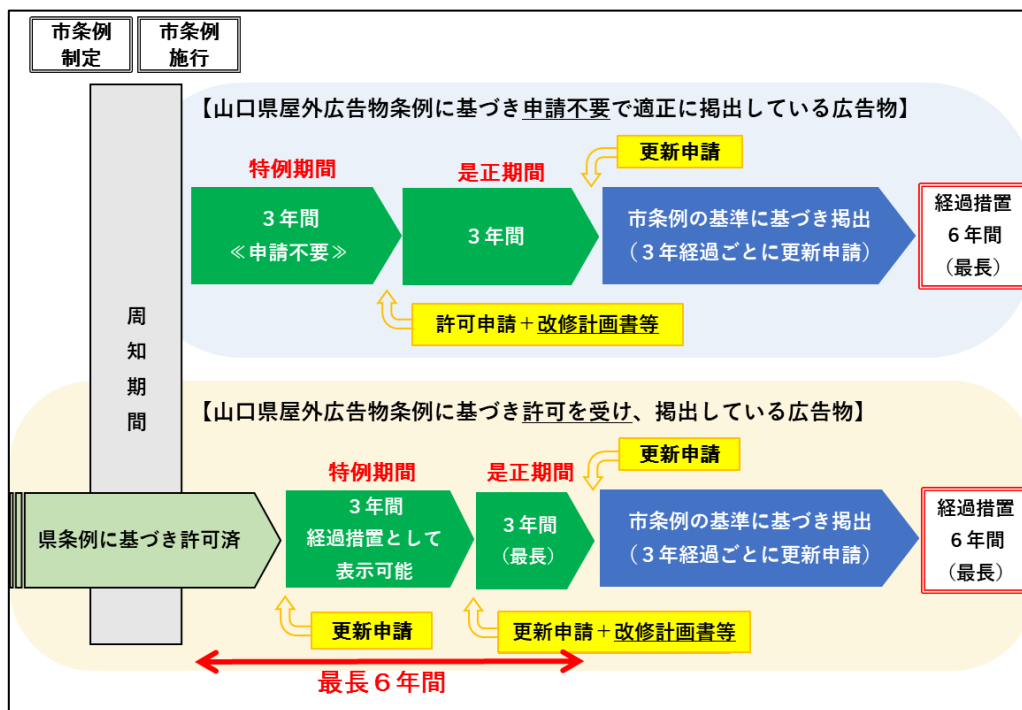 市条例
制定
市条例
施行
【山口県屋外広告物条例に基づき申請不要で適正に掲出している広告物】
更新申請
特例期間
是正期間
３年間
≪申請不要≫
３年間
市条例の基準に基づき掲出
（３年経過ごとに更新申請）
経過措置
６年間
（最長）
許可申請＋改修計画書等
周知期間
【山口県屋外広告物条例に基づき許可を受け、掲出している広告物】
更新申請
特例期間
是正期間
県条例に基づき許可済
３年間
経過措置として
表示可能
３年間
（最長）
市条例の基準に基づき掲出
（３年経過ごとに更新申請）
経過措置
６年間
（最長）
更新申請
更新申請＋改修計画書等
最長６年間